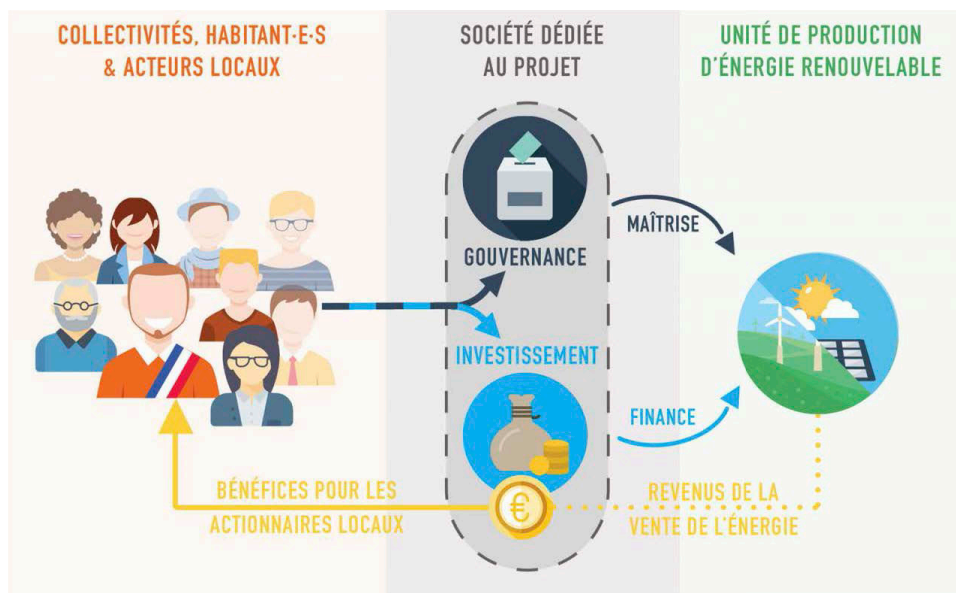 COLLECTIVITÉS, HABITANT·E·S
& ACTEURS LOCAUX
SOCIÉTÉ DÉDIÉE
AU PROJET
UNITÉ DE PRODUCTION
D'ÉNERGIE RENOUVELABLE
GOUVERNANCE
MAÎTRISE
INVESTISSEMENT
FINANCE
BÉNÉFICES POUR LES
ACTIONNAIRES LOCAUX
€
REVENUS DE LA
VENTE DE L'ÉNERGIE